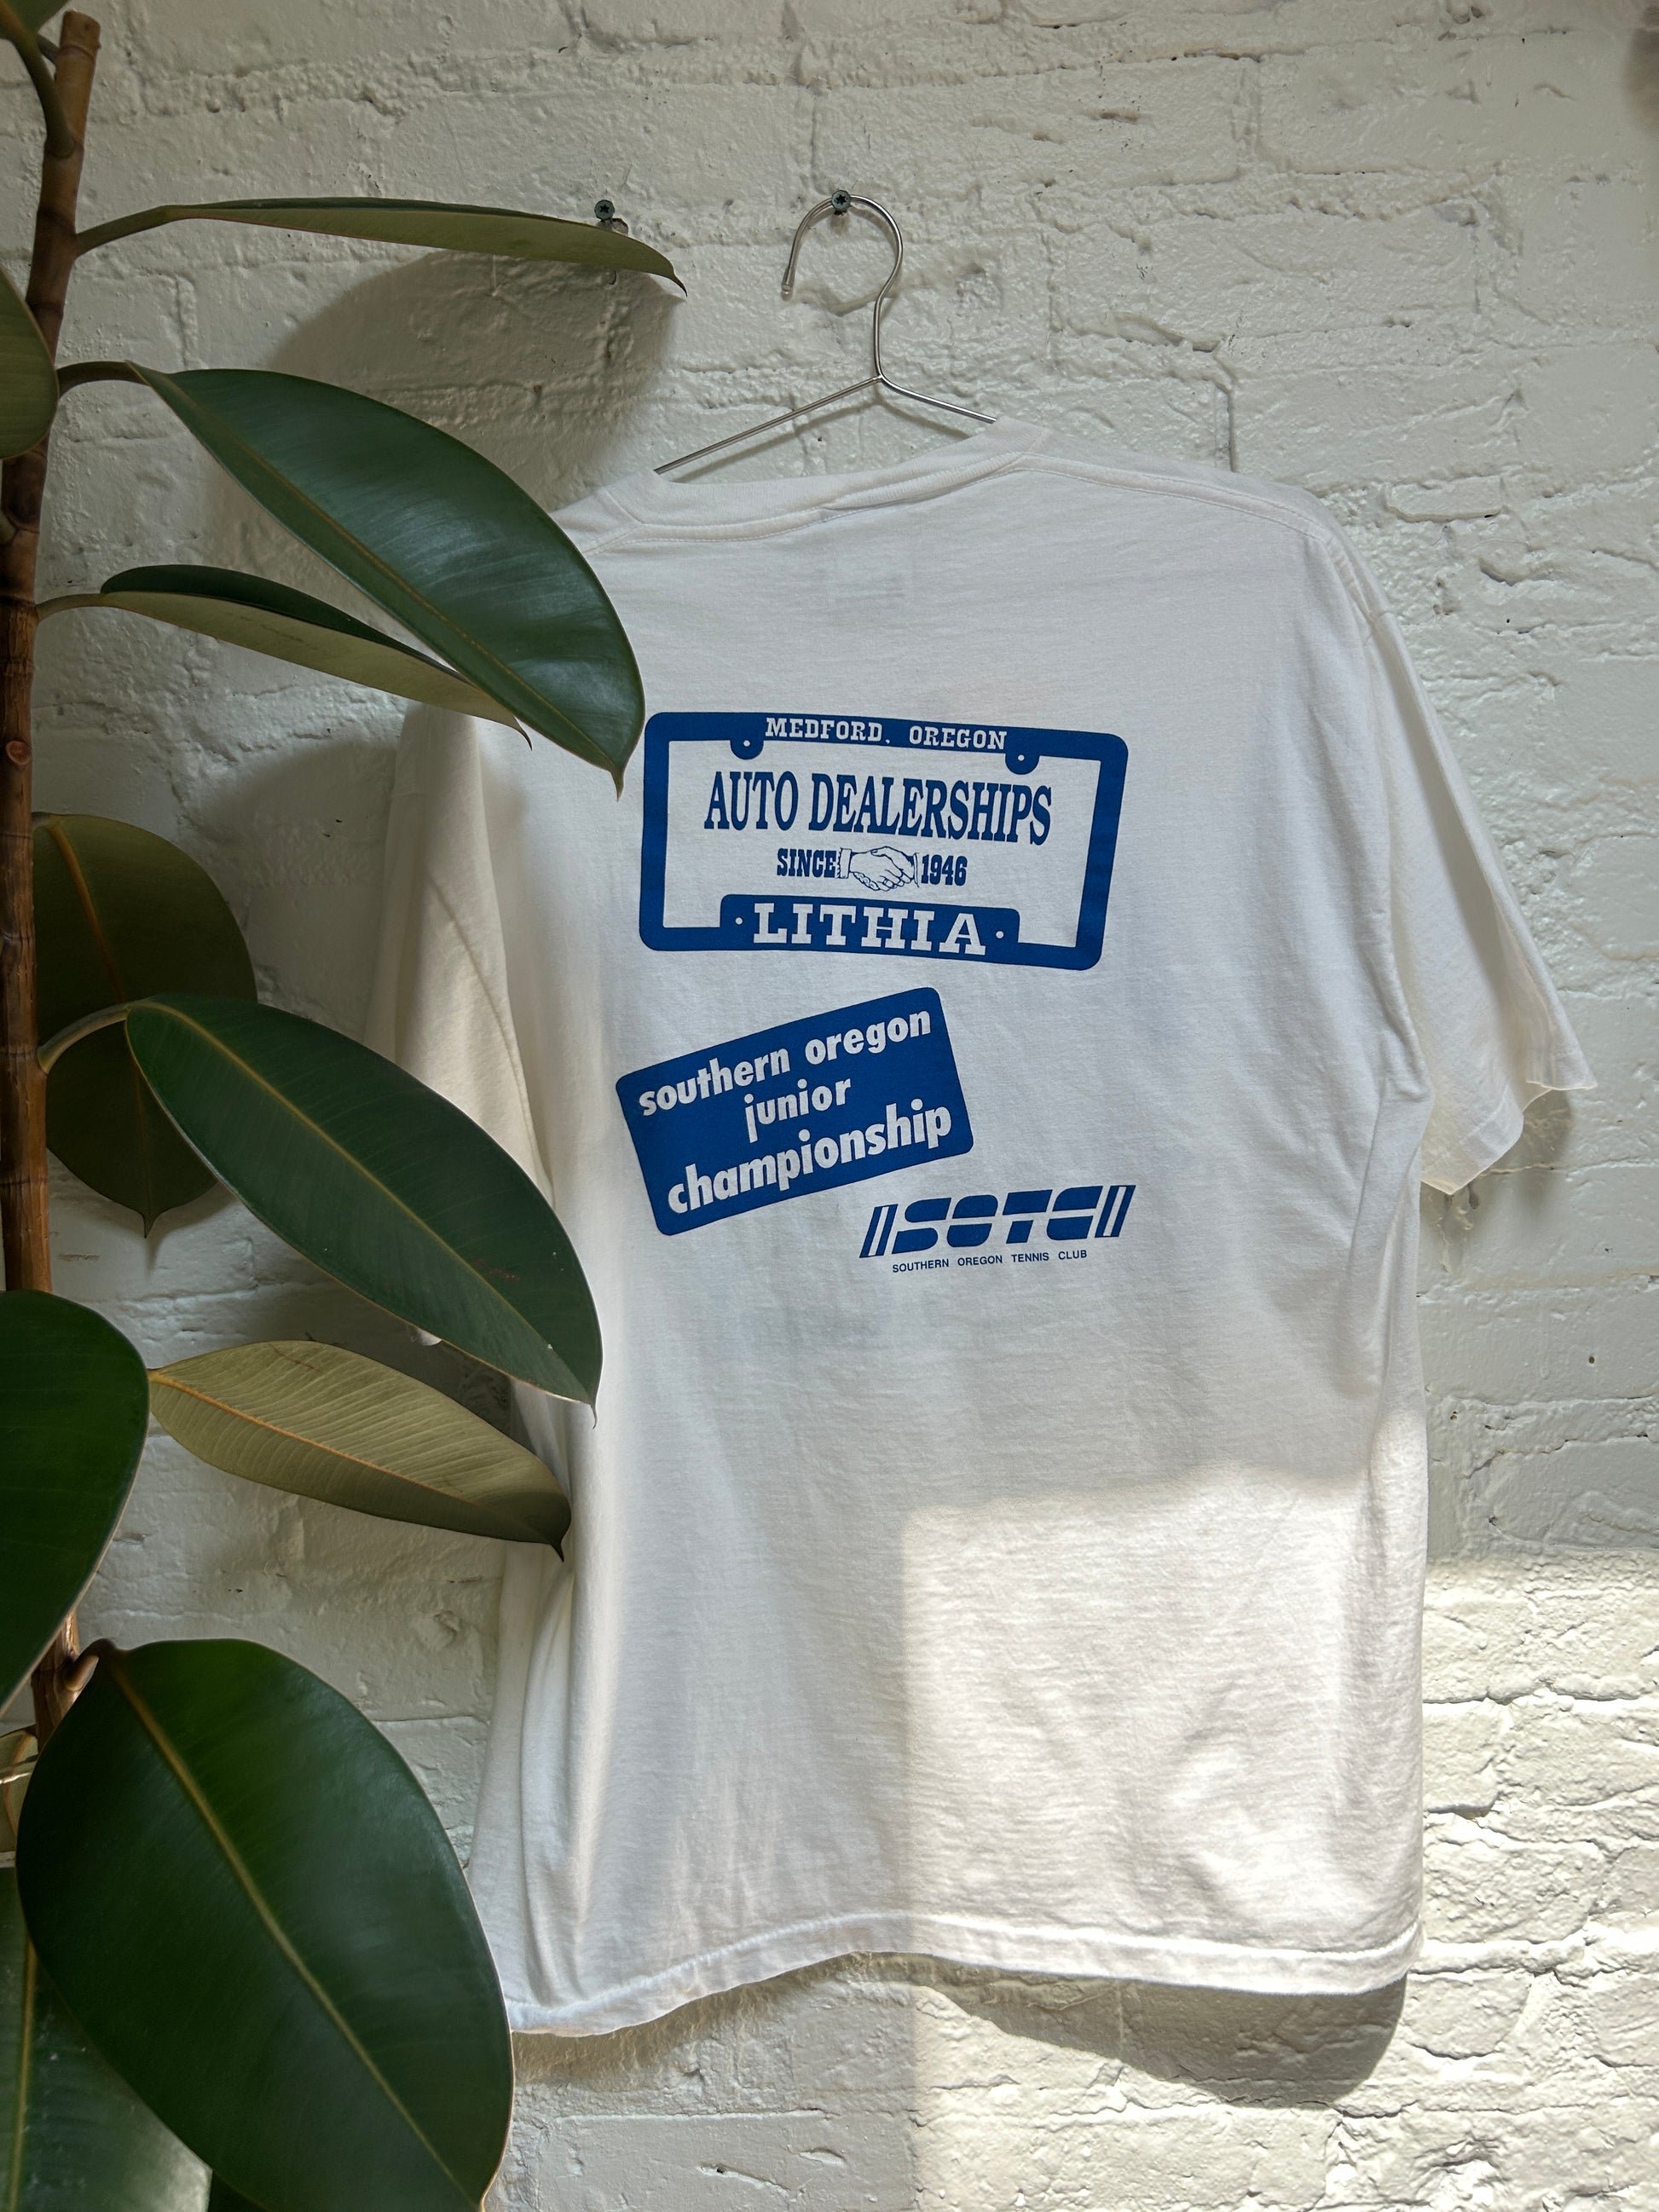 MEDFORD. OREGON
AUTO DEALERSHIPS
SINCE 1946
LITHIA
southern oregon
junior
championship
SOTC
SOUTHERN OREGON TENNIS CLUB